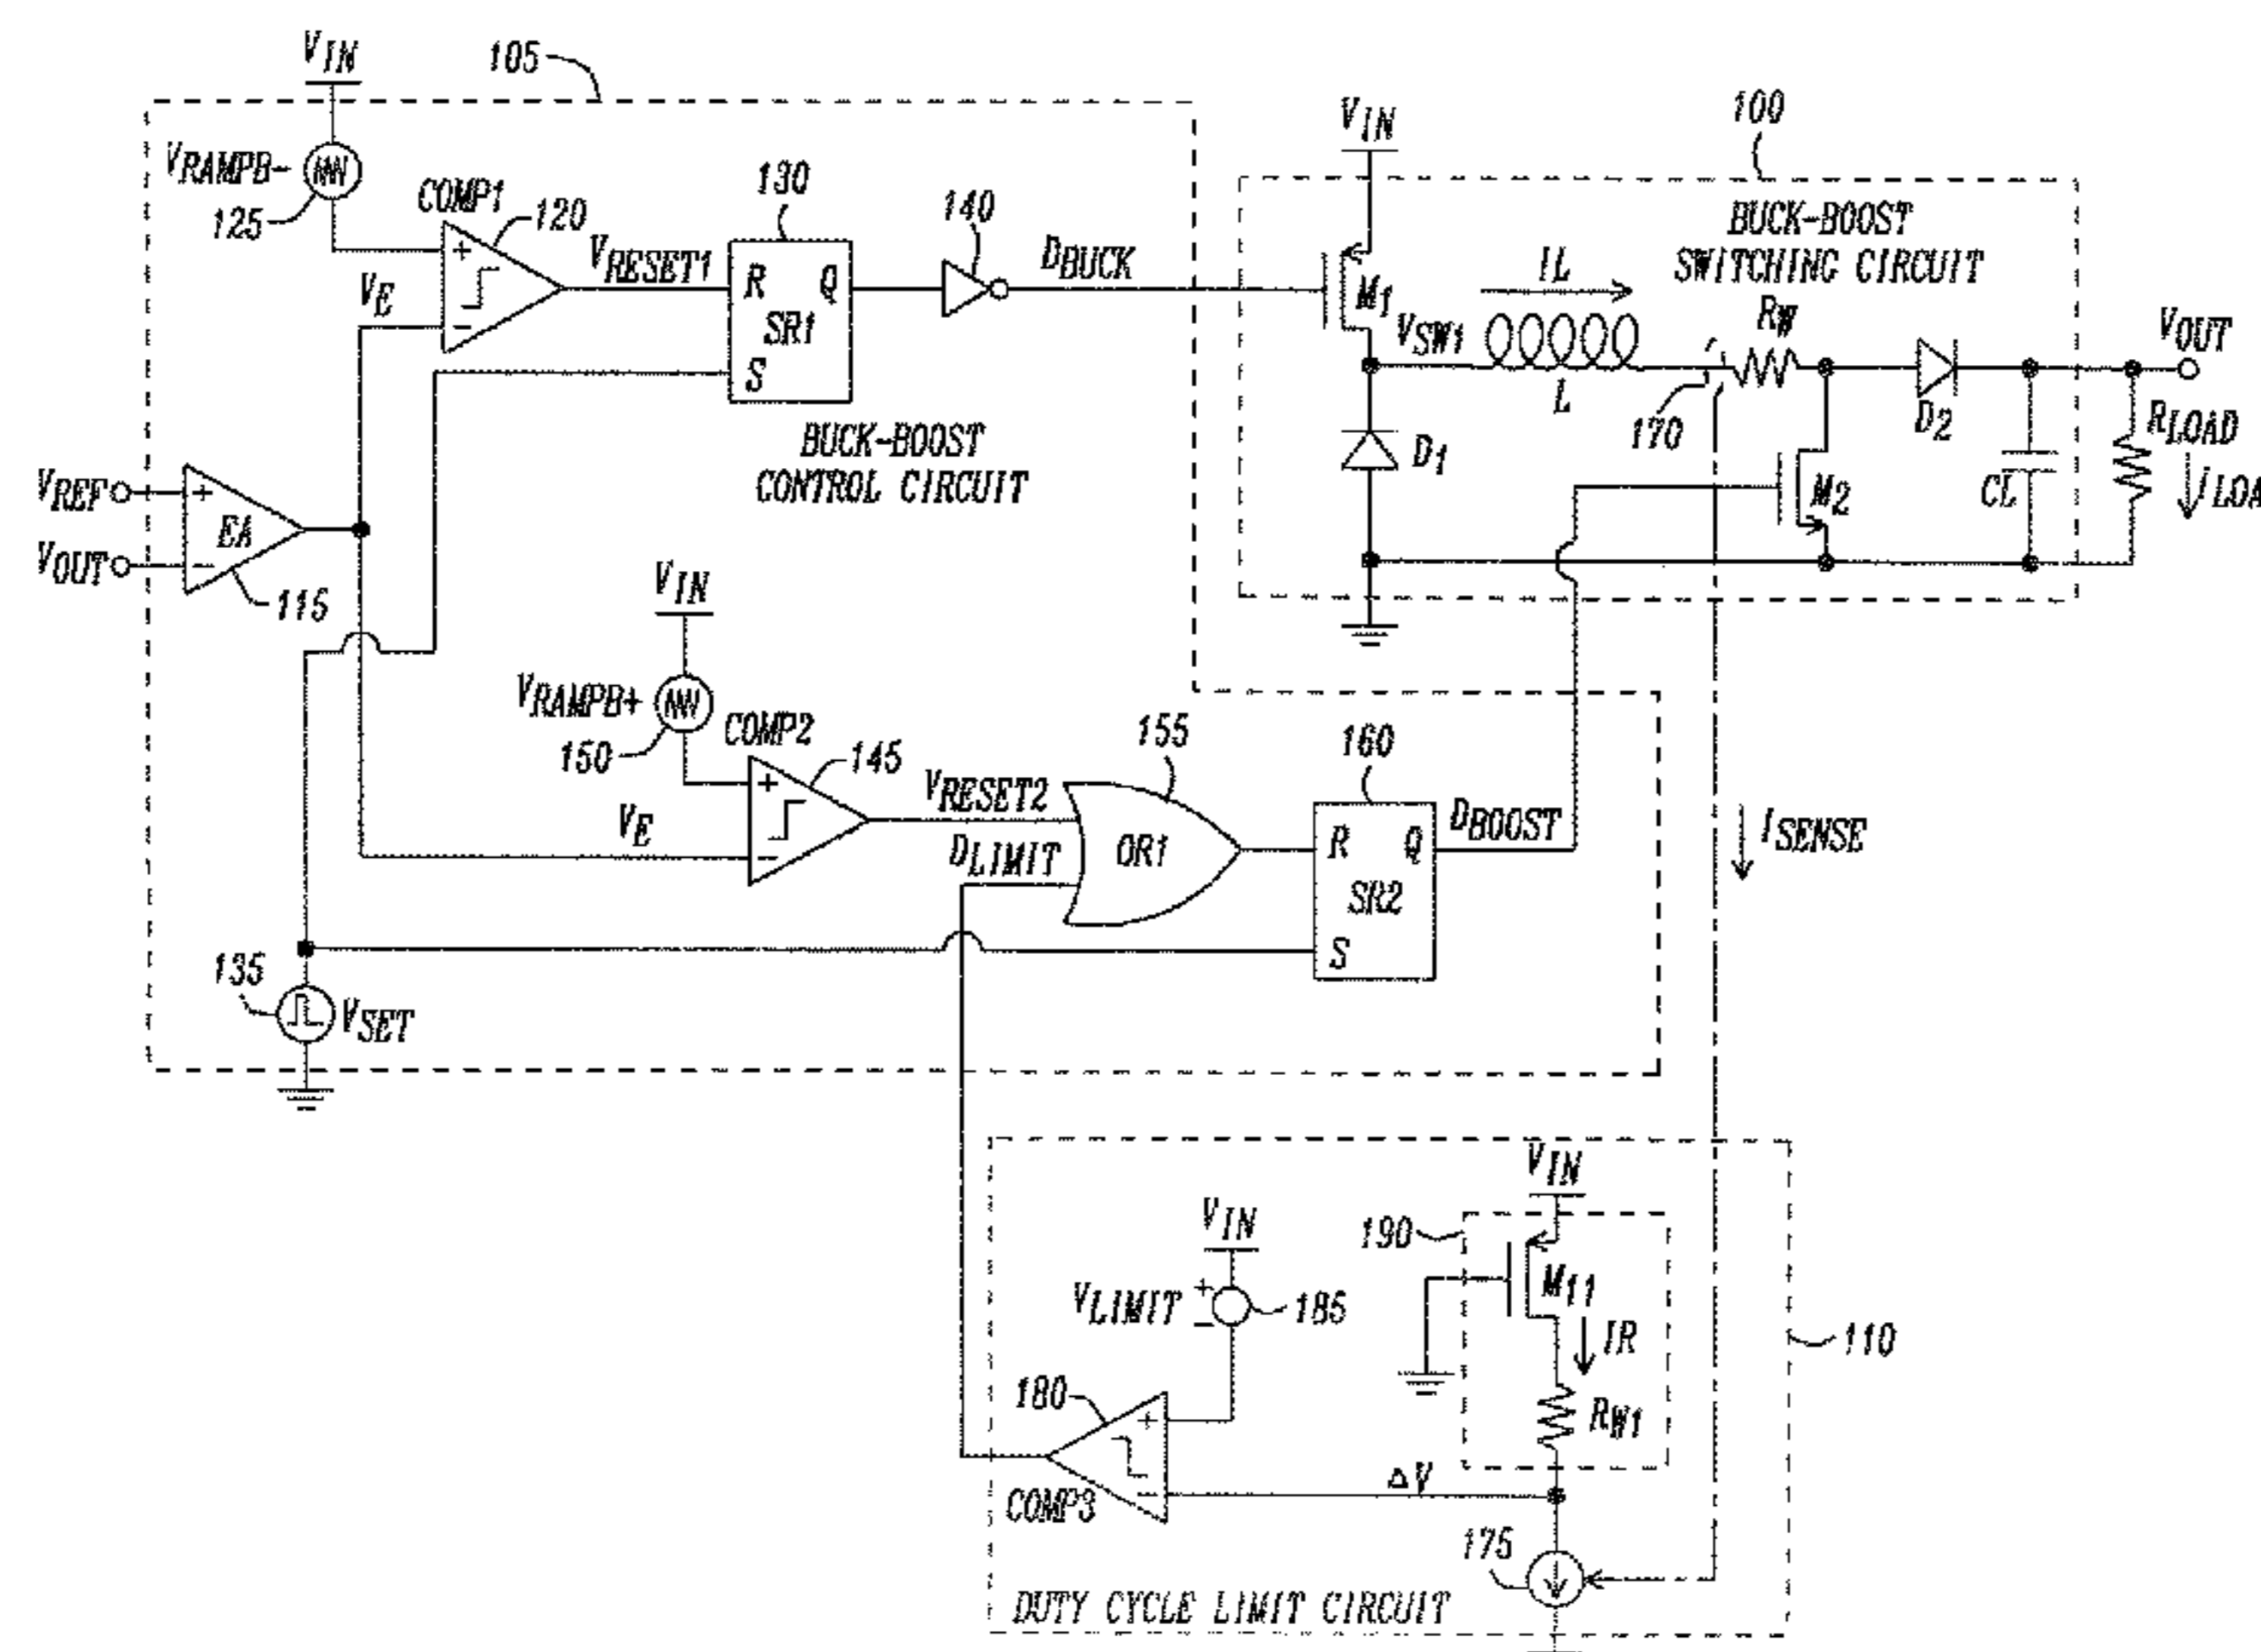 105
100
VIN
VRAMPB-
125
COMP1
120
+
-
VE
VRESET1
130
R Q
SR1
S
140
DBUCK
BUCK-BOOST
CONTROL CIRCUIT
VIN
BUCK-BOOST
SWITCHING CIRCUIT
M1
VSW1
IL
L
170
RW
D1
D2
M2
CL
VOUT
RLOAD
iLOA
VREF
VOUT
+
-
EA
115
VIN
VRAMPB+
150
COMP2
145
+
-
VE
VRESET2
DLIMIT
155
OR1
160
R Q
SR2
S
DBOOST
ISENSE
135
VSET
VIN
VLIMIT
+
-
185
180
+
-
COMP3
ΔV
VIN
190
M11
IR
RW1
110
175
DUTY CYCLE LIMIT CIRCUIT